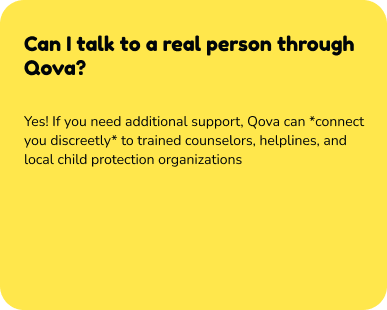 Can I talk to a real person through
Qova?
Yes! If you need additional support, Qova can *connect
you discreetly* to trained counselors, helplines, and
local child protection organizations